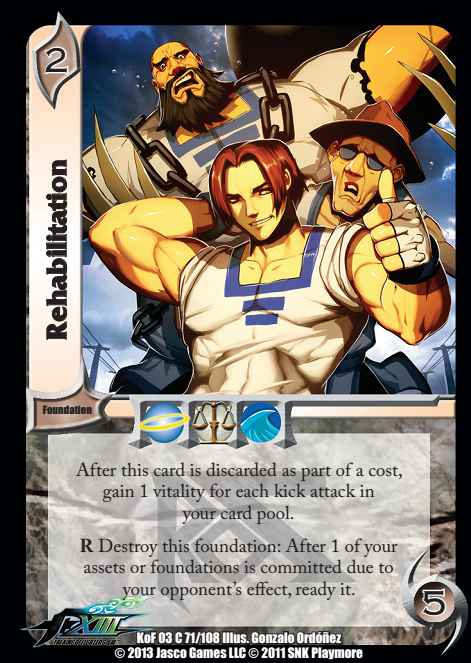 2
Rehabilitation
Foundation
After this card is discarded as part of a cost,
gain 1 vitality for each kick attack in
your card pool.
R Destroy this foundation: After 1 of your
assets or foundations is committed due to
your opponent's effect, ready it.
5
XIII
KoF 03 C 71/108 Illus. Gonzalo Ordóñez
© 2013 Jasco Games LLC © 2011 SNK Playmore